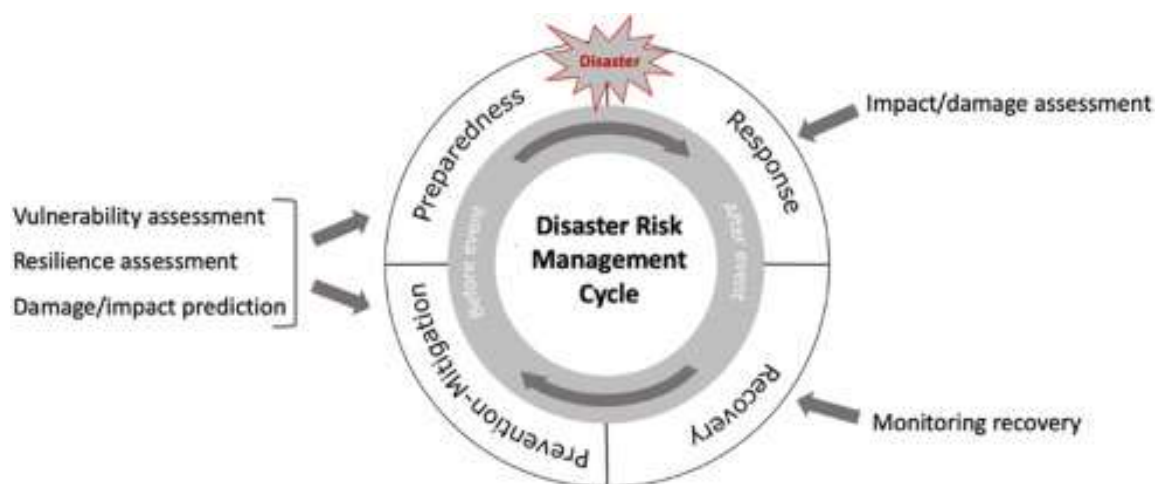 Disaster
Preparedness
Response
Impact/damage assessment
Vulnerability assessment
Resilience assessment
Damage/impact prediction
Before event
After event
Disaster Risk
Management
Cycle
Prevention-Mitigation
Recovery
Monitoring recovery